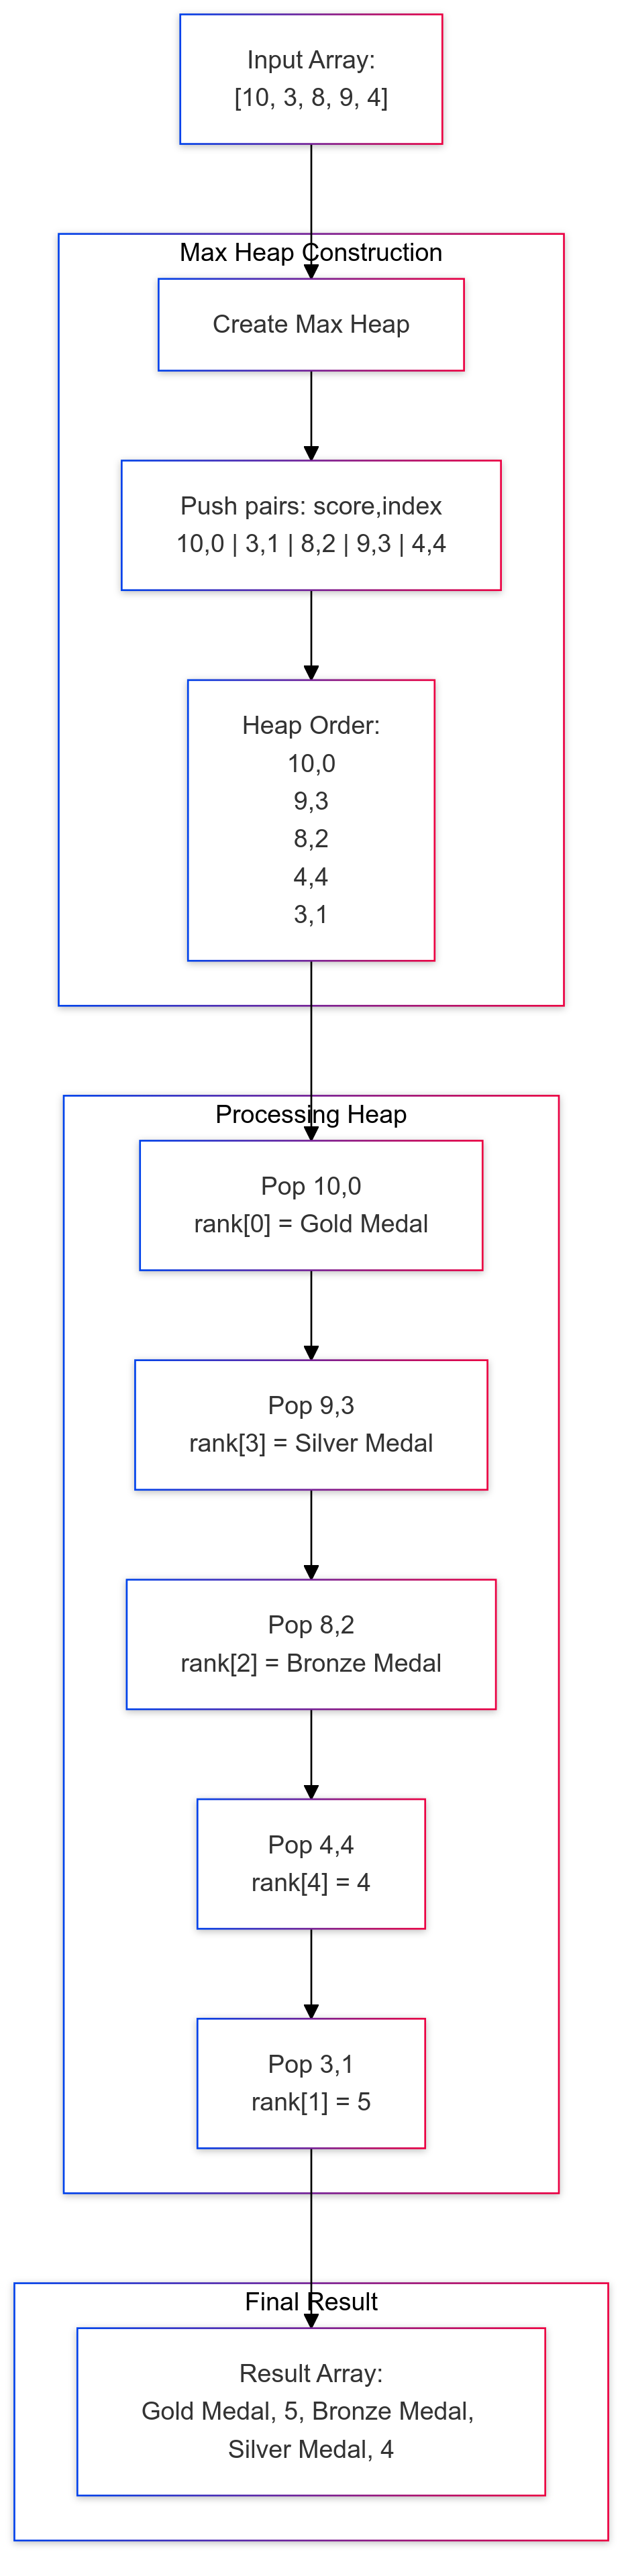 Input Array:
[10, 3, 8, 9, 4]
Max Heap Construction
Create Max Heap
Push pairs: score,index
10,0 | 3,1 | 8,2 | 9,3 | 4,4
Heap Order:
10,0
9,3
8,2
4,4
3,1
Processing Heap
Pop 10,0
rank[0] = Gold Medal
Pop 9,3
rank[3] = Silver Medal
Pop 8,2
rank[2] = Bronze Medal
Pop 4,4
rank[4] = 4
Pop 3,1
rank[1] = 5
Final Result
Result Array:
Gold Medal, 5, Bronze Medal,
Silver Medal, 4